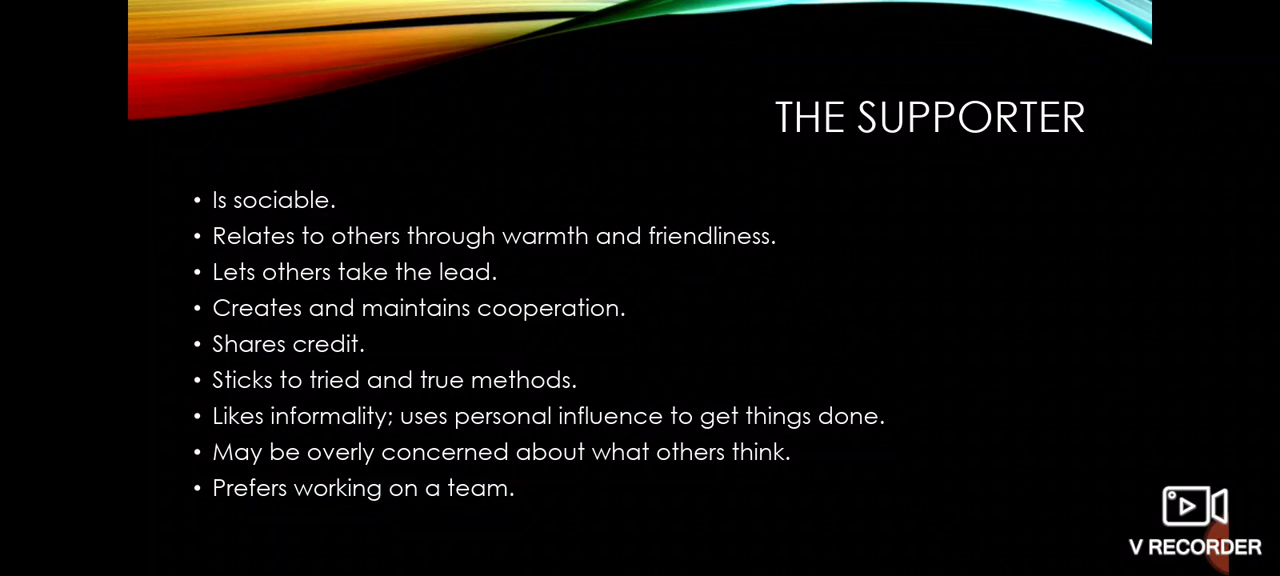 THE SUPPORTER
• Is sociable.
• Relates to others through warmth and friendliness.
• Lets others take the lead.
• Creates and maintains cooperation.
• Shares credit.
• Sticks to tried and true methods.
• Likes informality; uses personal influence to get things done.
• May be overly concerned about what others think.
• Prefers working on a team.
V RECORDER